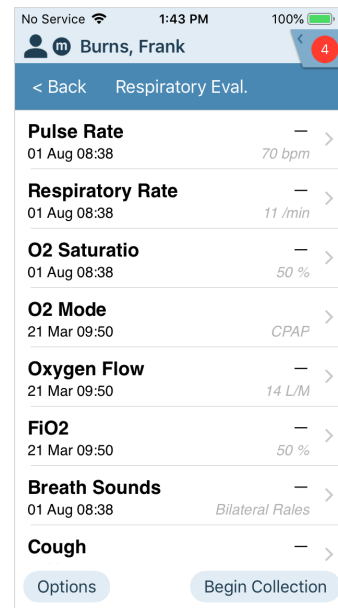 No Service 1:43 PM 100%
m Burns, Frank 4
< Back Respiratory Eval.
Pulse Rate —
01 Aug 08:38 70 bpm
Respiratory Rate —
01 Aug 08:38 11 /min
O2 Saturatio —
01 Aug 08:38 50 %
O2 Mode
21 Mar 09:50 CPAP
Oxygen Flow —
21 Mar 09:50 14 L/M
FiO2 —
21 Mar 09:50 50 %
Breath Sounds —
01 Aug 08:38 Bilateral Rales
Cough —
Options Begin Collection